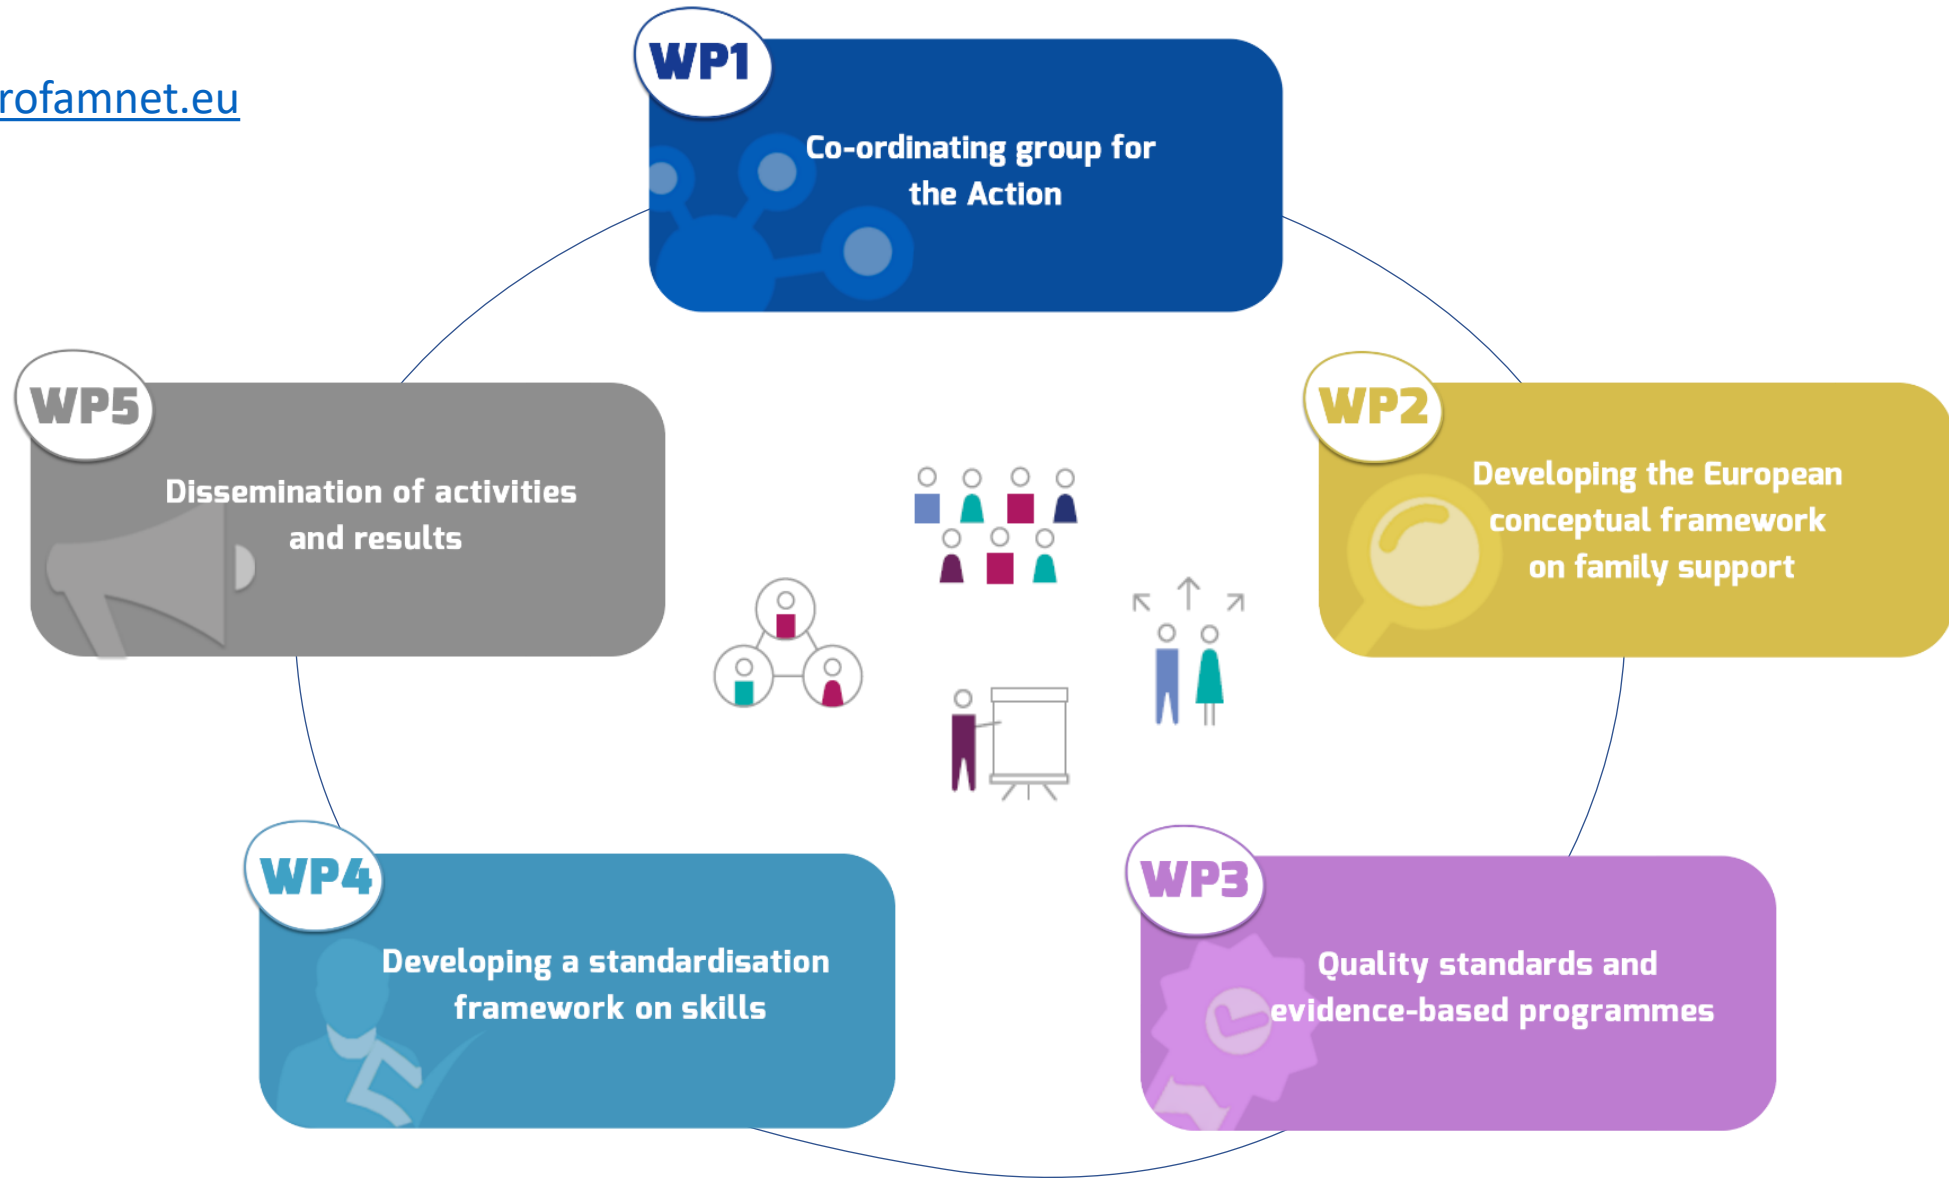 rofamnet.eu
WP1
Co-ordinating group for
the Action
WP2
Developing the European
conceptual framework
on family support
WP3
Quality standards and
evidence-based programmes
WP4
Developing a standardisation
framework on skills
WP5
Dissemination of activities
and results